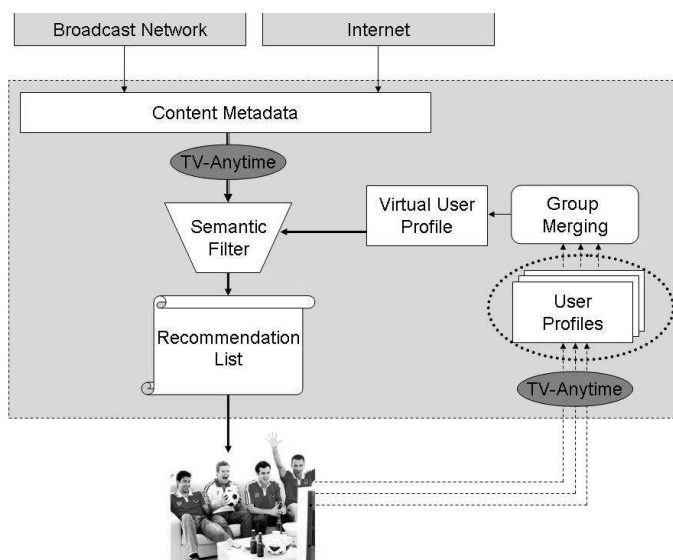 Broadcast Network
Internet
Content Metadata
TV-Anytime
Semantic
Filter
Virtual User
Profile
Group
Merging
User
Profiles
Recommendation
List
TV-Anytime